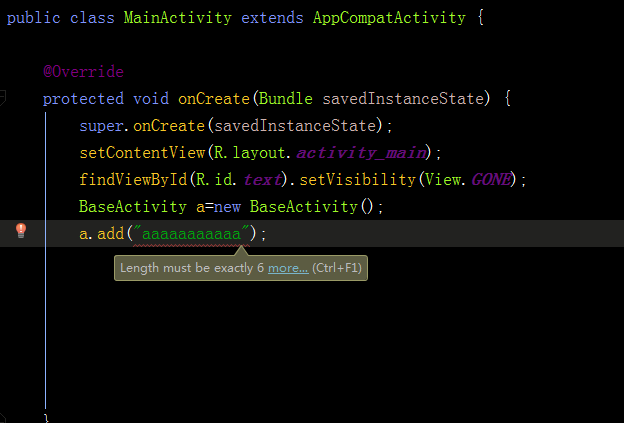 public class MainActivity extends AppCompatActivity {
@Override
protected void onCreate(Bundle savedInstanceState) {
super.onCreate(savedInstanceState);
setContentView(R.layout.activity_main);
findViewById(R.id.text).setVisibility(View.GONE);
BaseActivity a=new BaseActivity();
a.add("aaaaaaaaaaa");
Length must be exactly 6 more... (Ctrl+F1)
}